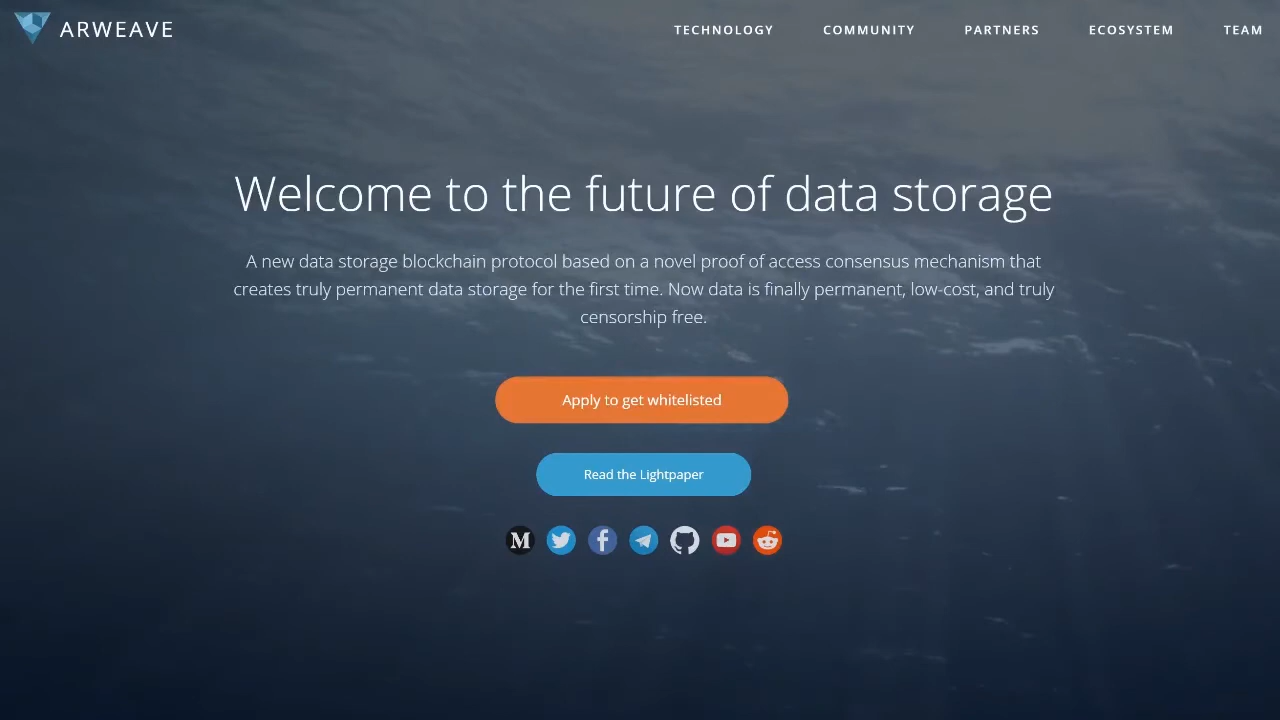 ARWEAVE
TECHNOLOGY
COMMUNITY
PARTNERS
ECOSYSTEM
TEAM
Welcome to the future of data storage
A new data storage blockchain protocol based on a novel proof of access consensus mechanism that
creates truly permanent data storage for the first time. Now data is finally permanent, low-cost, and truly
censorship free.
Apply to get whitelisted
Read the Lightpaper
M